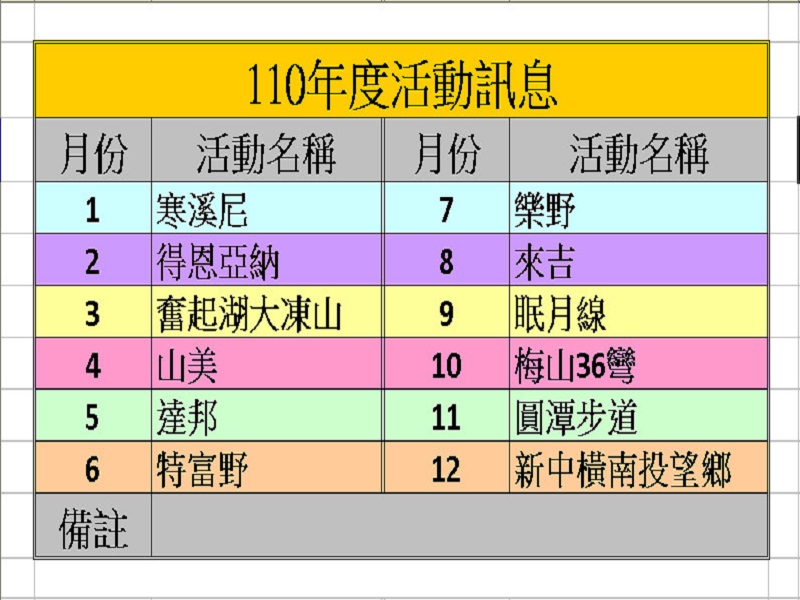 110年度活動訊息
月份 活動名稱 月份 活動名稱
1 寒溪尼 7 樂野
2 得恩亞納 8 來吉
3 奮起湖大凍山 9 眠月線
4 山美 10 梅山36彎
5 達邦 11 圓潭步道
6 特富野 12 新中橫南投望鄉
備註